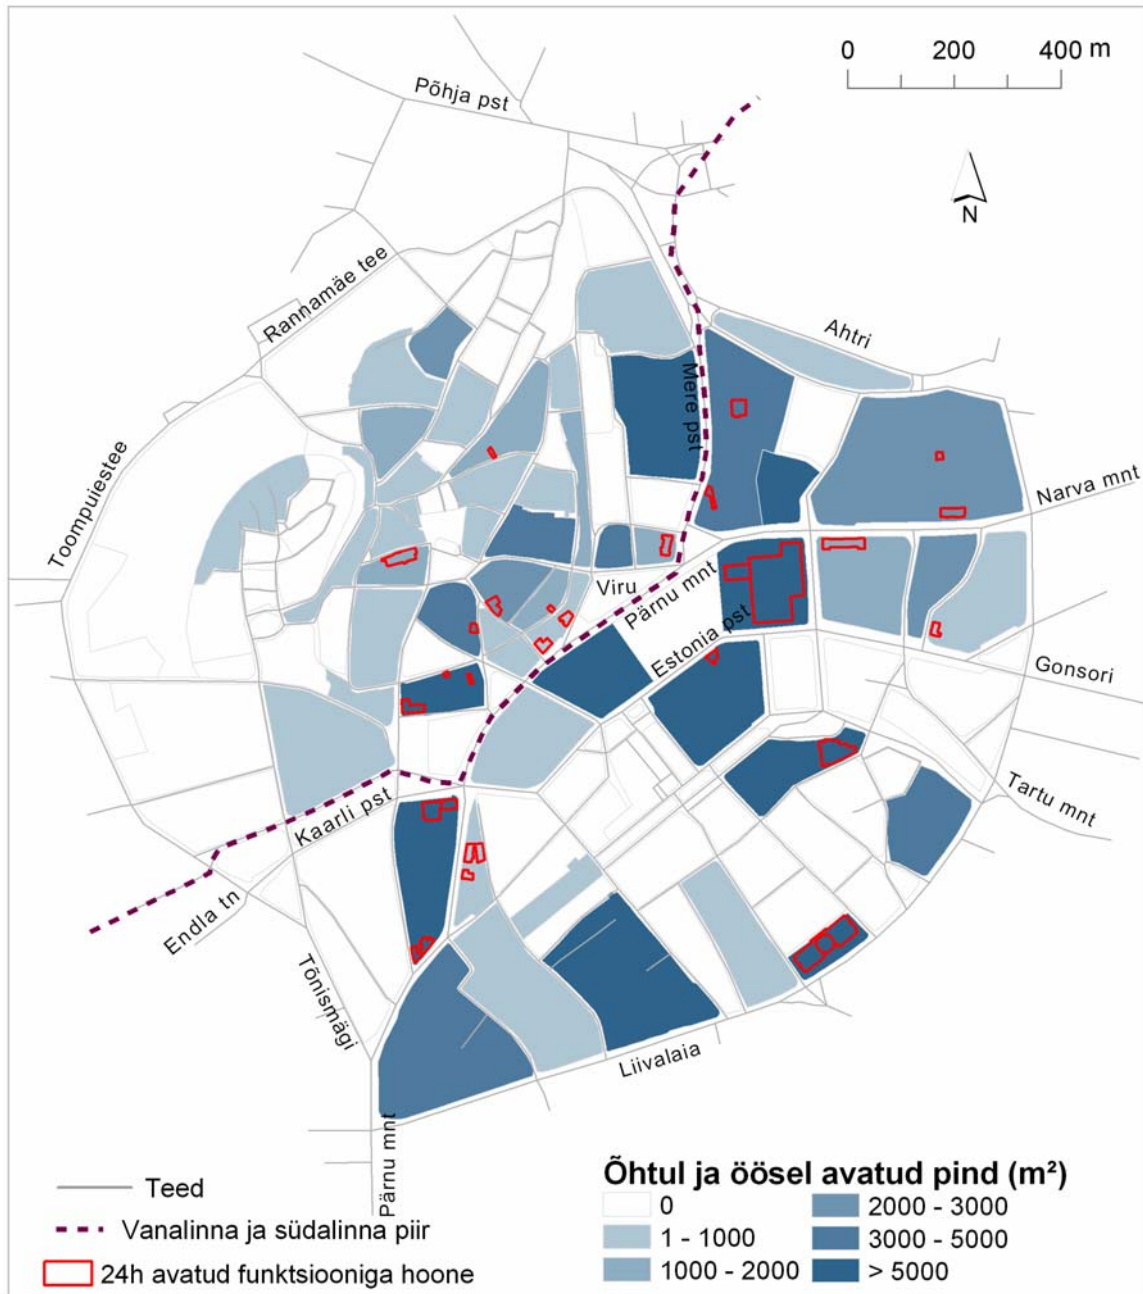 0 200 400 m
Põhja pst
N
Rannamäe tee
Ahtri
Mere pst
Toompuiestee
Narva mnt
Viru
Pärnu mnt
Estonia pst
Gonsori
Tartu mnt
Kaarli pst
Endla tn
Tõnismägi
Liivalaia
Pärnu mnt
Teed
Vanalinna ja südalinna piir
24h avatud funktsiooniga hoone
Õhtul ja öösel avatud pind (m²)
0
1 - 1000
1000 - 2000
2000 - 3000
3000 - 5000
> 5000